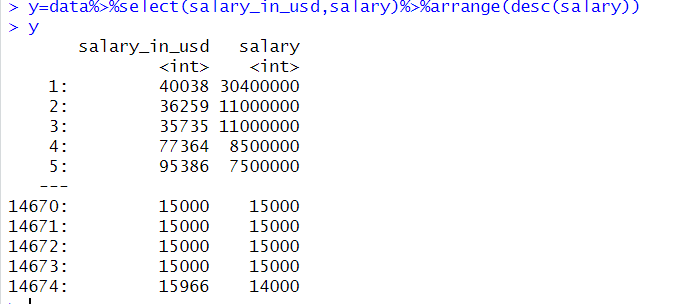 > y=data%>%select(salary_in_usd,salary)%>%arrange(desc(salary))
> y
       salary_in_usd   salary
               <int>    <int>
    1:         40038 30400000
    2:         36259 11000000
    3:         35735 11000000
    4:         77364  8500000
    5:         95386  7500000
   ---
14670:         15000    15000
14671:         15000    15000
14672:         15000    15000
14673:         15000    15000
14674:         15966    14000